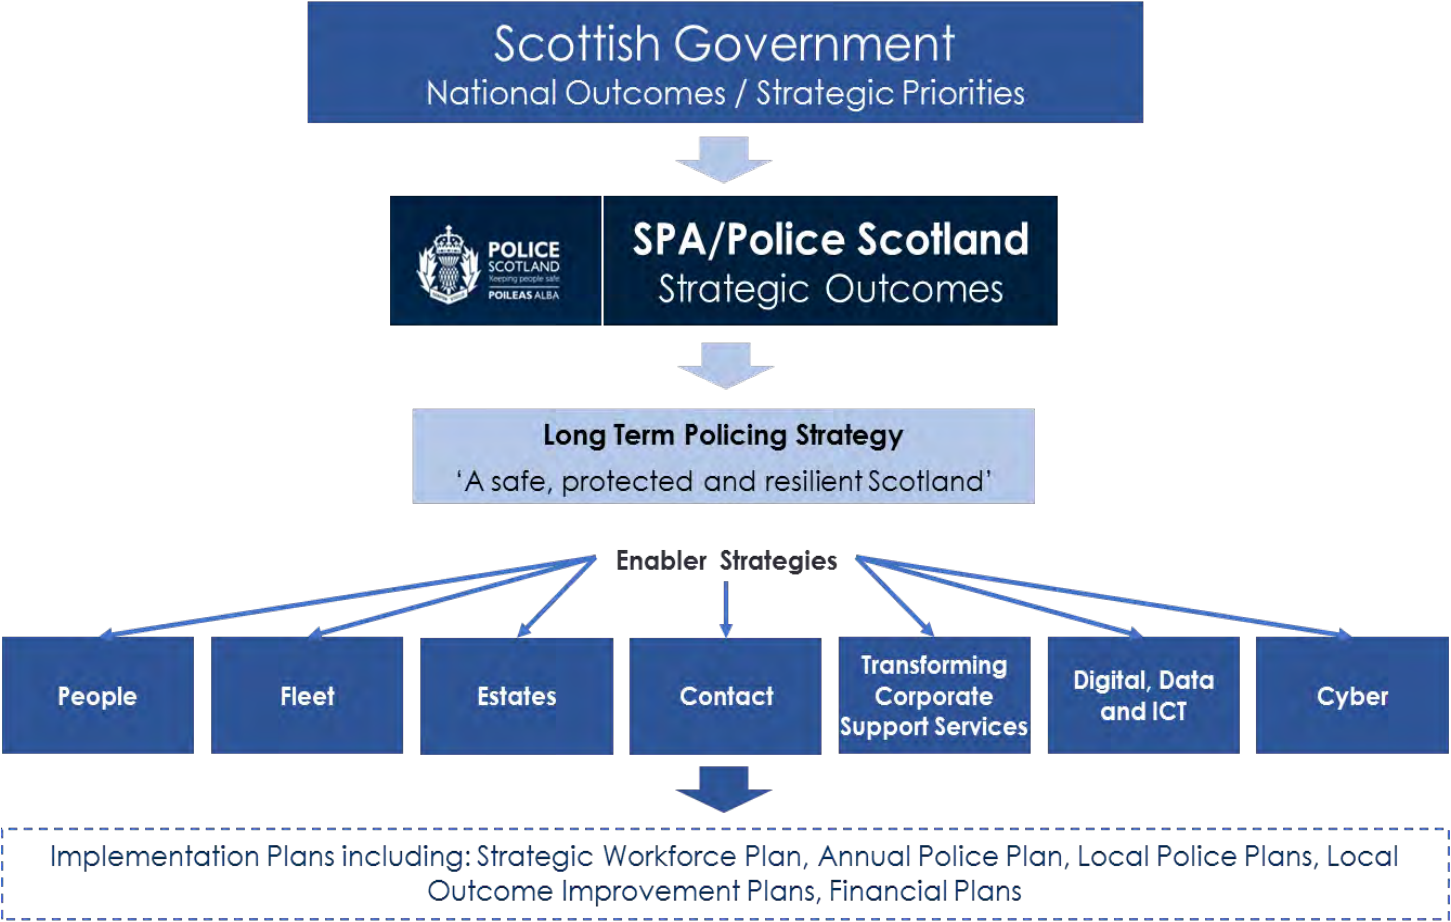 Scottish Government
National Outcomes / Strategic Priorities
POLICE
SCOTLAND
Keeping people safe
POILEAS ALBA
SPA/Police Scotland
Strategic Outcomes
Long Term Policing Strategy
‘A safe, protected and resilient Scotland’
Enabler Strategies
People
Fleet
Estates
Contact
Transforming
Corporate
Support Services
Digital, Data
and ICT
Cyber
Implementation Plans including: Strategic Workforce Plan, Annual Police Plan, Local Police Plans, Local
Outcome Improvement Plans, Financial Plans